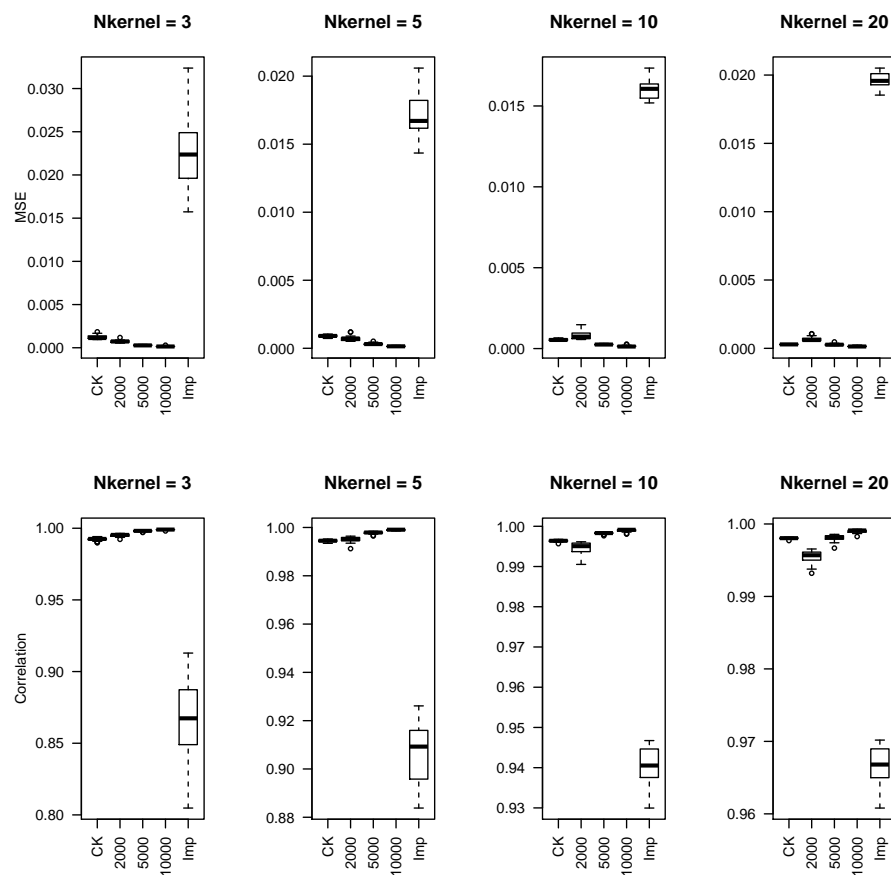 Nkernel = 3
MSE
0.030
0.025
0.020
0.015
0.010
0.005
0.000
CK
2000
5000
10000
Imp
Nkernel = 5
0.020
0.015
0.010
0.005
0.000
CK
2000
5000
10000
Imp
Nkernel = 10
0.015
0.010
0.005
0.000
CK
2000
5000
10000
Imp
Nkernel = 20
0.020
0.015
0.010
0.005
0.000
CK
2000
5000
10000
Imp
Nkernel = 3
Correlation
1.00
0.95
0.90
0.85
0.80
CK
2000
5000
10000
Imp
Nkernel = 5
1.00
0.98
0.96
0.94
0.92
0.90
0.88
CK
2000
5000
10000
Imp
Nkernel = 10
1.00
0.99
0.98
0.97
0.96
0.95
0.94
0.93
CK
2000
5000
10000
Imp
Nkernel = 20
1.00
0.99
0.98
0.97
0.96
CK
2000
5000
10000
Imp